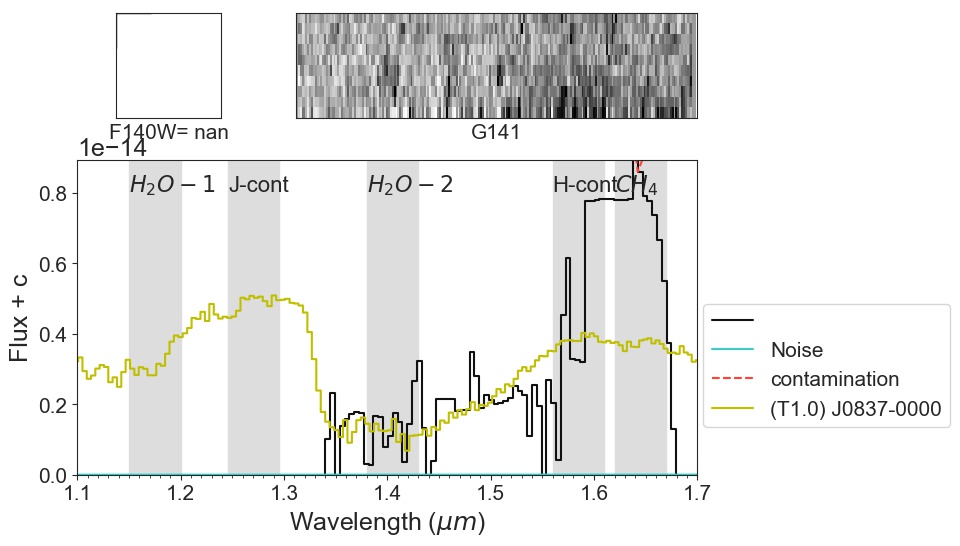 F140W= nan
G141
1e−14
H₂O − 1
J-cont
H₂O − 2
H-cont
CH₄
0.8
0.6
0.4
0.2
0.0
Flux + c
1.1
1.2
1.3
1.4
1.5
1.6
1.7
Wavelength (μm)
Noise
contamination
(T1.0) J0837-0000